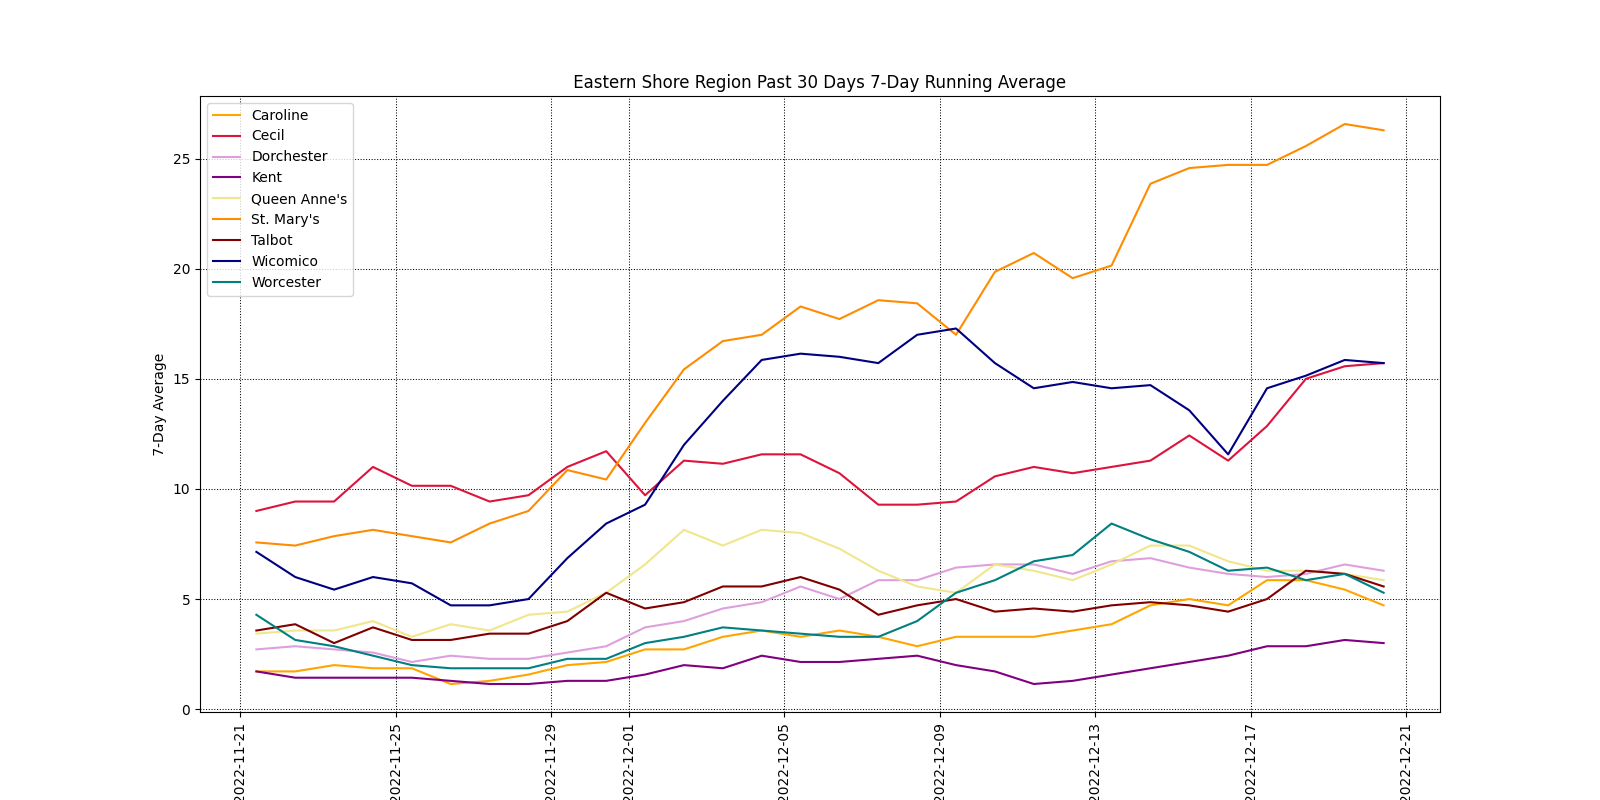 Eastern Shore Region Past 30 Days 7-Day Running Average
Caroline
Cecil
Dorchester
Kent
Queen Anne's
St. Mary's
Talbot
Wicomico
Worcester
7-Day Average
25
20
15
10
5
0
2022-11-21
2022-11-25
2022-11-29
2022-12-01
2022-12-05
2022-12-09
2022-12-13
2022-12-17
2022-12-21